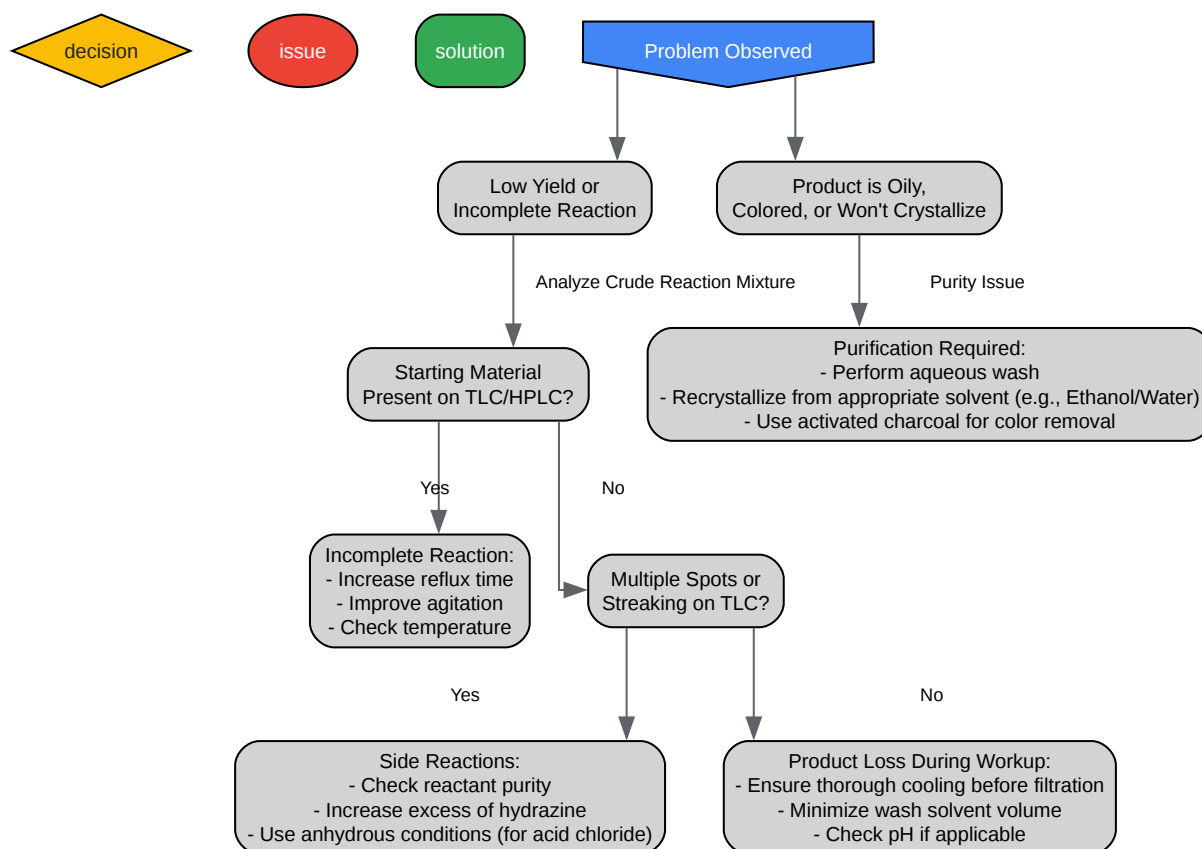 decision
issue
solution
Problem Observed
Low Yield or
Incomplete Reaction
Product is Oily,
Colored, or Won't Crystallize
Analyze Crude Reaction Mixture
Purity Issue
Starting Material
Present on TLC/HPLC?
Purification Required:
- Perform aqueous wash
- Recrystallize from appropriate solvent (e.g., Ethanol/Water)
- Use activated charcoal for color removal
Yes
No
Incomplete Reaction:
- Increase reflux time
- Improve agitation
- Check temperature
Multiple Spots or
Streaking on TLC?
Yes
No
Side Reactions:
- Check reactant purity
- Increase excess of hydrazine
- Use anhydrous conditions (for acid chloride)
Product Loss During Workup:
- Ensure thorough cooling before filtration
- Minimize wash solvent volume
- Check pH if applicable